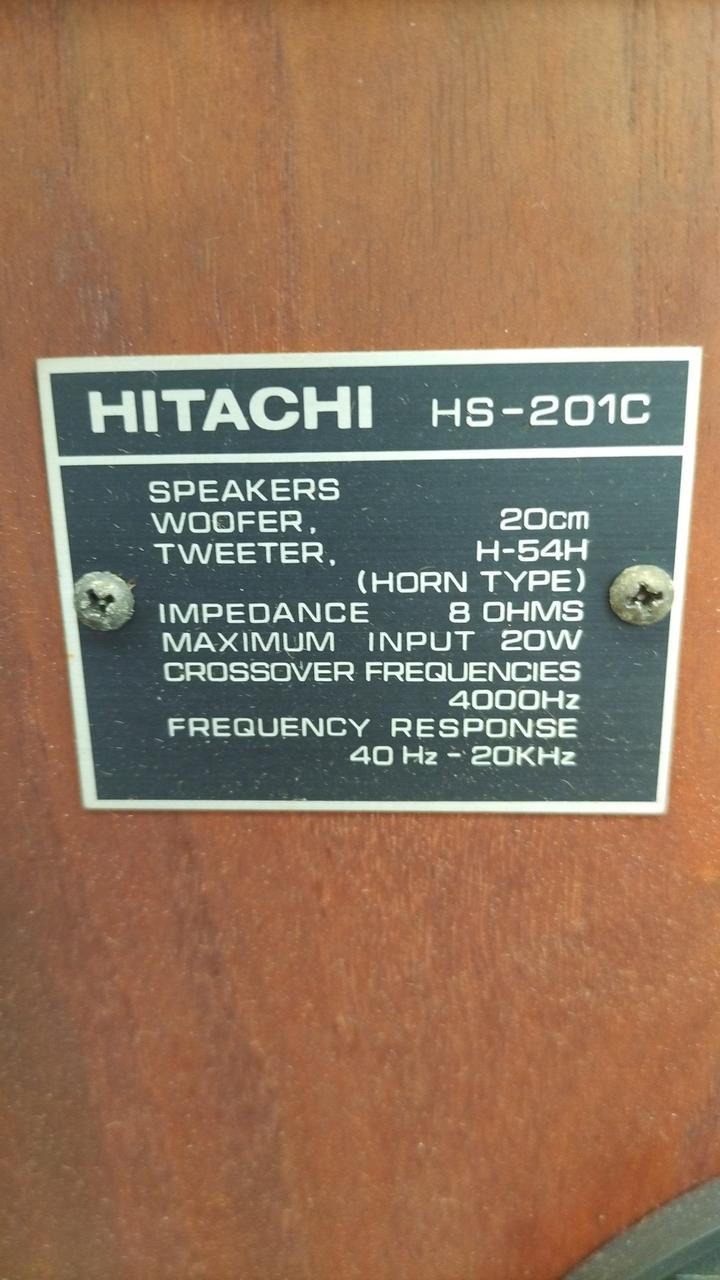 HITACHI HS-201C
SPEAKERS
WOOFER, 20cm
TWEETER, H-54H
(HORN TYPE)
IMPEDANCE 8 OHMS
MAXIMUM INPUT 20W
CROSSOVER FREQUENCIES
4000Hz
FREQUENCY RESPONSE
40 Hz - 20KHz